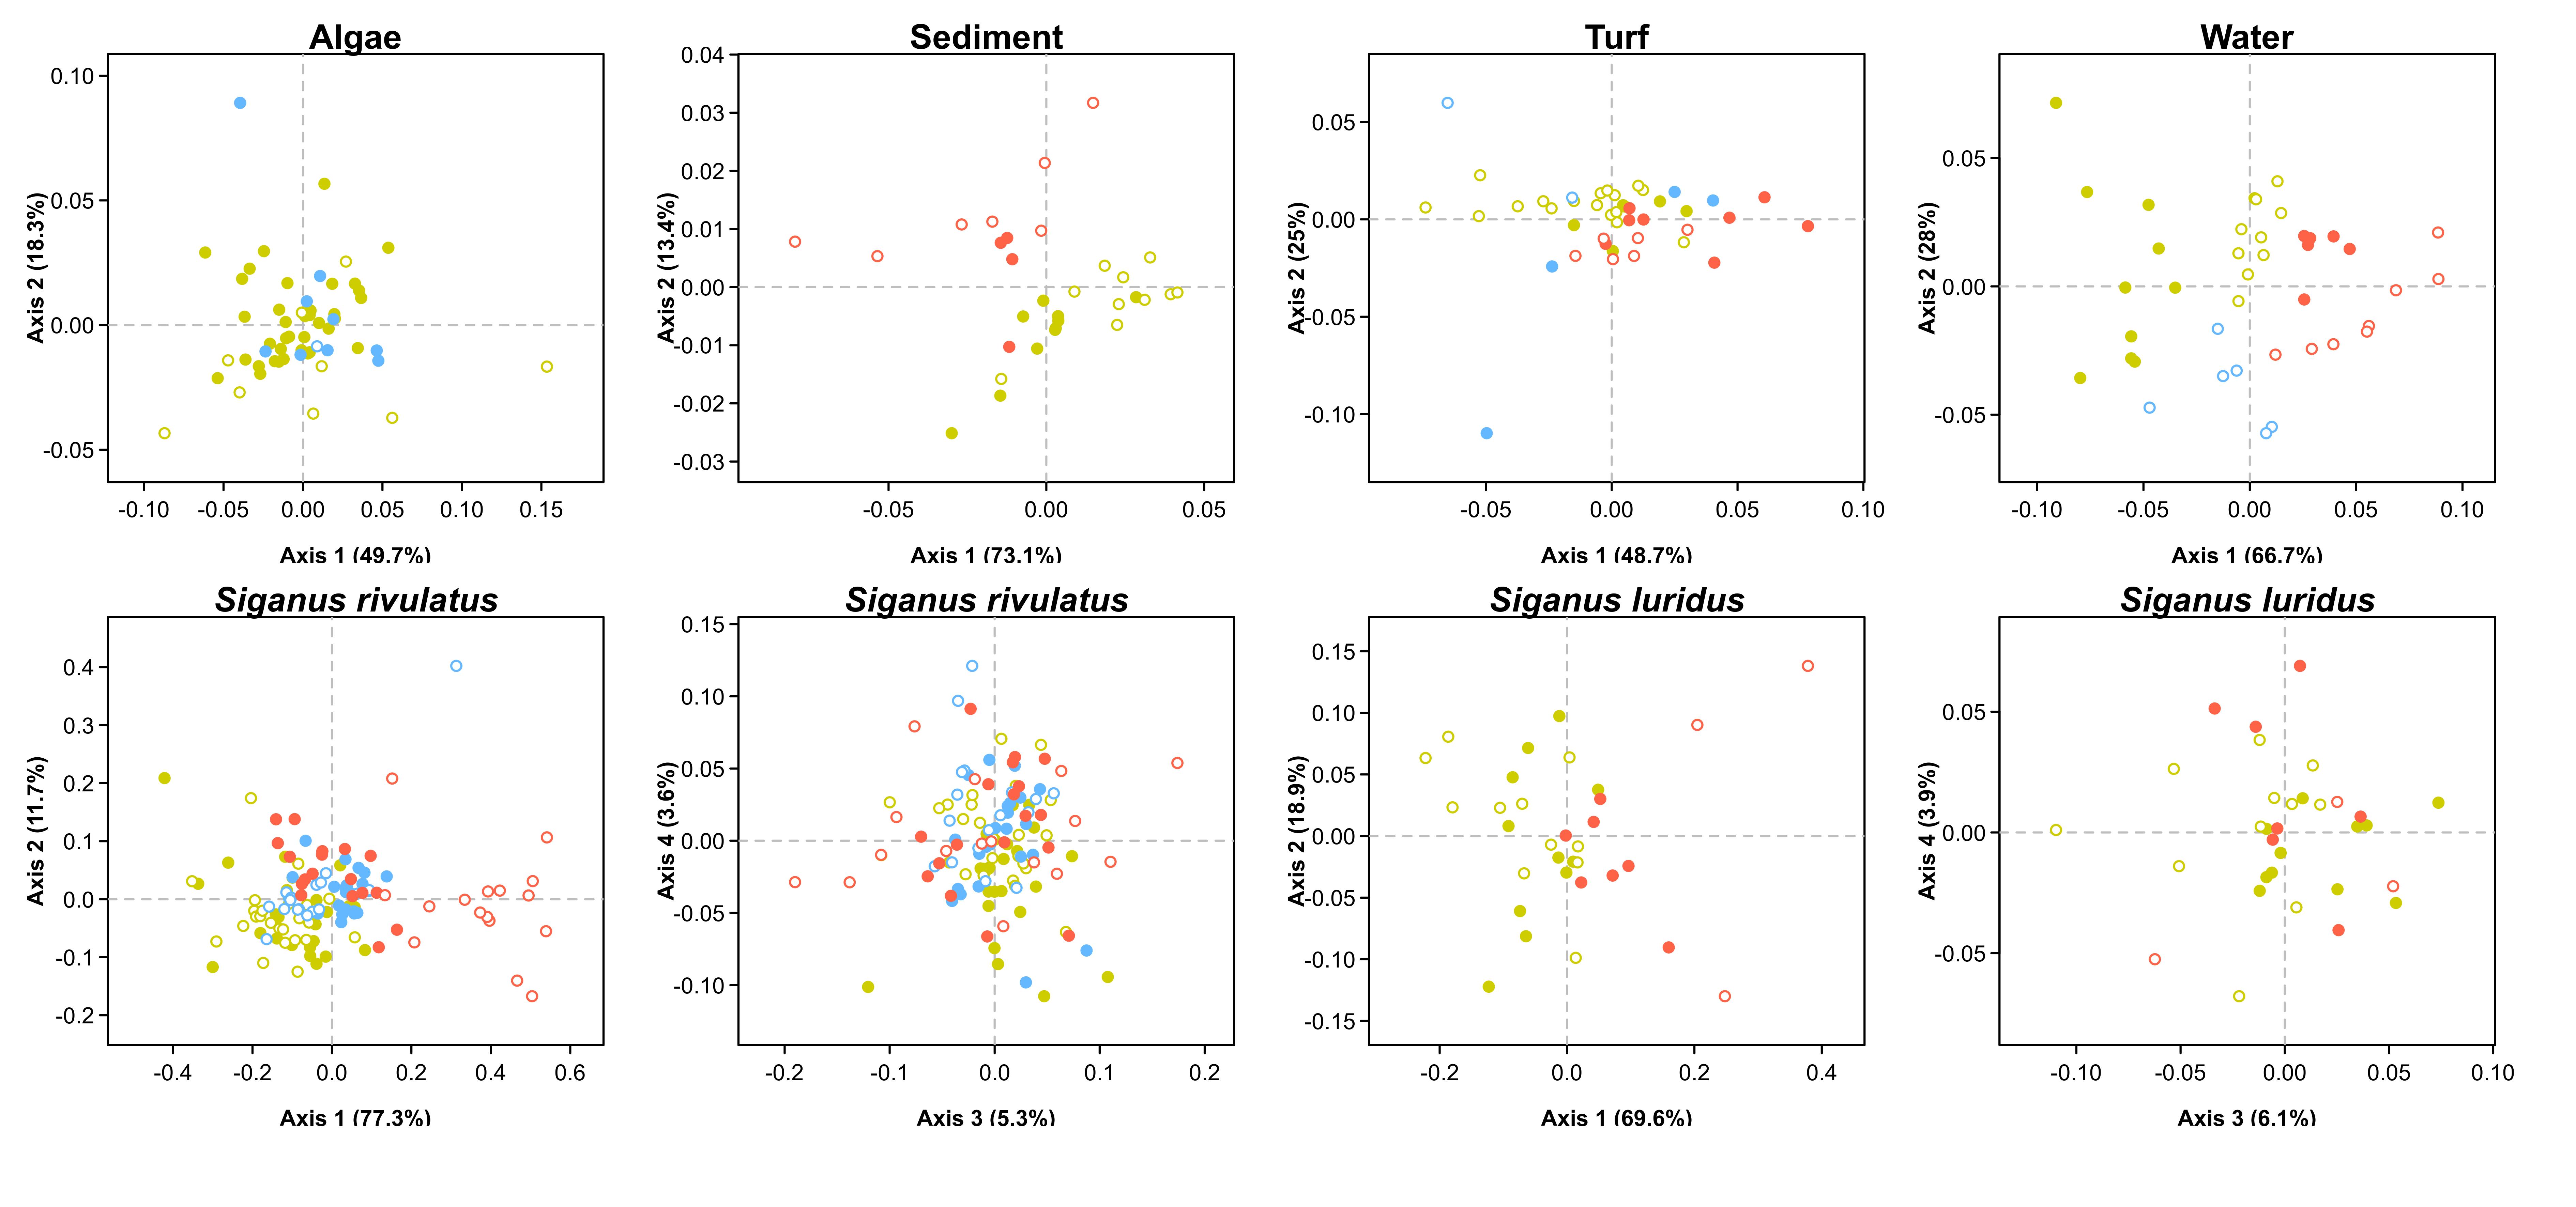 Algae
Sediment
Turf
Water
Axis 2 (18.3%)
0.10
0.05
0.00
-0.05
-0.10 -0.05 0.00 0.05 0.10 0.15
Axis 1 (49.7%)
Axis 2 (13.4%)
0.04
0.03
0.02
0.01
0.00
-0.01
-0.02
-0.03
-0.05 0.00 0.05
Axis 1 (73.1%)
Axis 2 (25%)
0.05
0.00
-0.05
-0.10
-0.05 0.00 0.05 0.10
Axis 1 (48.7%)
Axis 2 (28%)
0.05
0.00
-0.05
-0.10 -0.05 0.00 0.05 0.10
Axis 1 (66.7%)
Siganus rivulatus
Siganus rivulatus
Siganus luridus
Siganus luridus
Axis 2 (11.7%)
0.4
0.3
0.2
0.1
0.0
-0.1
-0.2
-0.4 -0.2 0.0 0.2 0.4 0.6
Axis 1 (77.3%)
Axis 4 (3.6%)
0.15
0.10
0.05
0.00
-0.05
-0.10
-0.2 -0.1 0.0 0.1 0.2
Axis 3 (5.3%)
Axis 2 (18.9%)
0.15
0.10
0.05
0.00
-0.05
-0.10
-0.15
-0.2 0.0 0.2 0.4
Axis 1 (69.6%)
Axis 4 (3.9%)
0.05
0.00
-0.05
-0.10 -0.05 0.00 0.05 0.10
Axis 3 (6.1%)